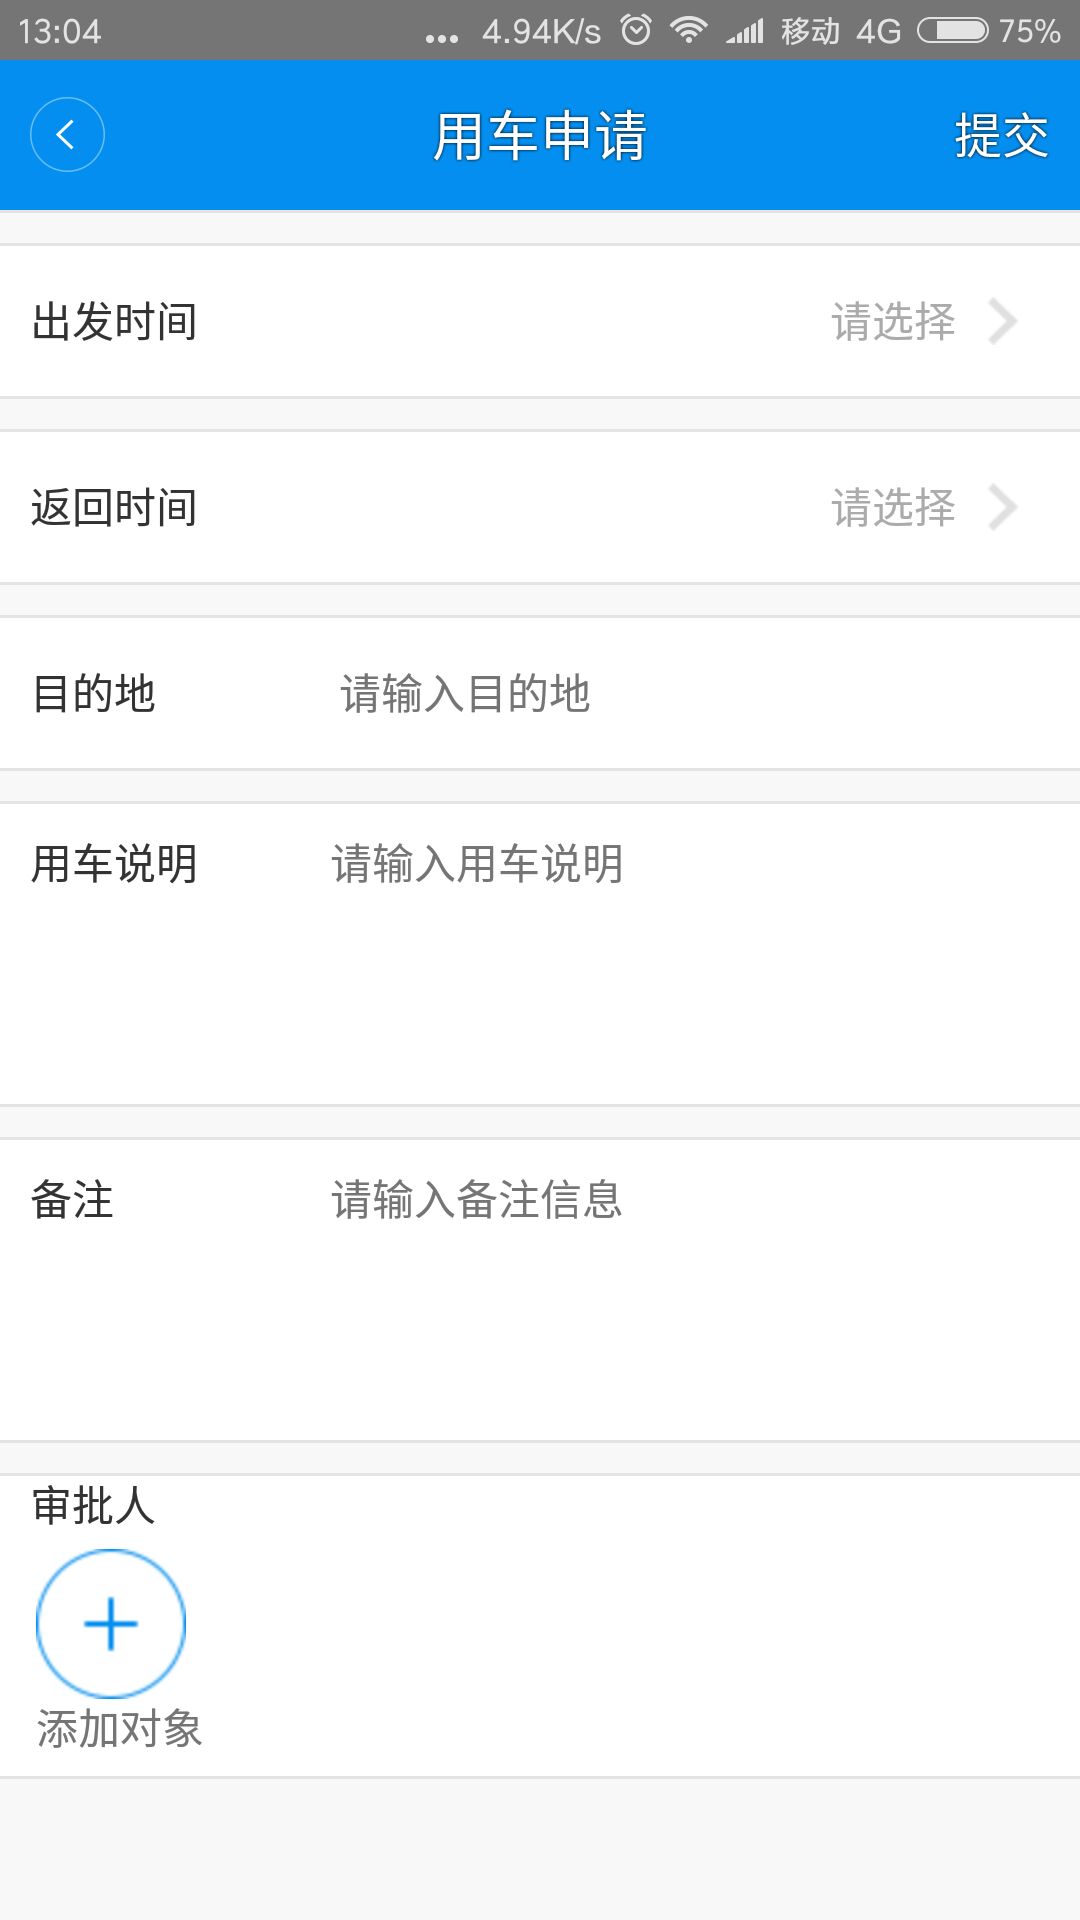 13:04 ... 4.94K/s 移动 4G 75%
用车申请 提交
出发时间 请选择
返回时间 请选择
目的地 请输入目的地
用车说明 请输入用车说明
备注 请输入备注信息
审批人
添加对象